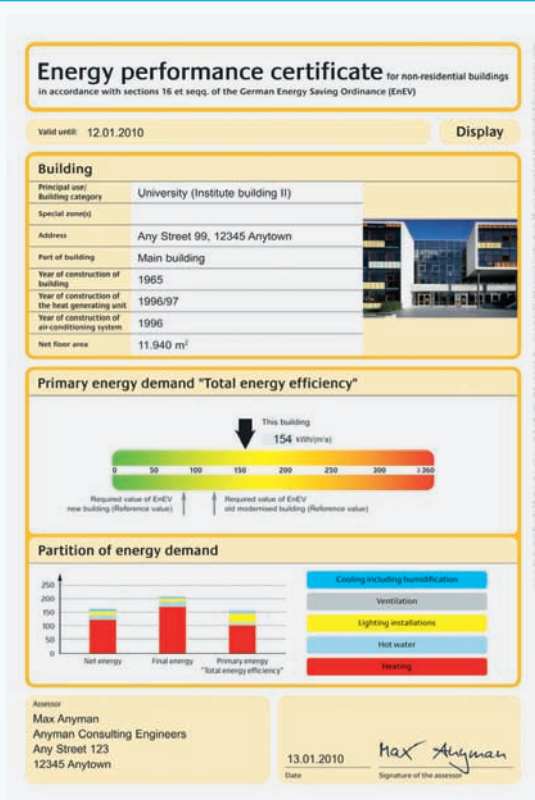 Energy performance certificate for non-residential buildings
in accordance with sections 16 et seqq. of the German Energy Saving Ordinance (EnEV)
Valid until: 12.01.2010
Display
Building
Principal use/
Building category
University (Institute building II)
Special zone(s)
Address
Any Street 99, 12345 Anytown
Part of building
Main building
Year of construction of
building
1965
Year of construction of
the heat generating unit
1996/97
Year of construction of
air-conditioning system
1996
Net floor area
11.940 m²
Primary energy demand "Total energy efficiency"
This building
154 kWh/(m²a)
0 50 100 150 200 250 300 ≥360
Required value of EnEV
new building (Reference value)
Required value of EnEV
old modernised building (Reference value)
Partition of energy demand
250
200
150
100
50
0
Net energy
Final energy
Primary energy
"Total energy efficiency"
Cooling including humidification
Ventilation
Lighting installations
Hot water
Heating
Assessor
Max Anyman
Anyman Consulting Engineers
Any Street 123
12345 Anytown
13.01.2010
Date
Max Anyman
Signature of the assessor